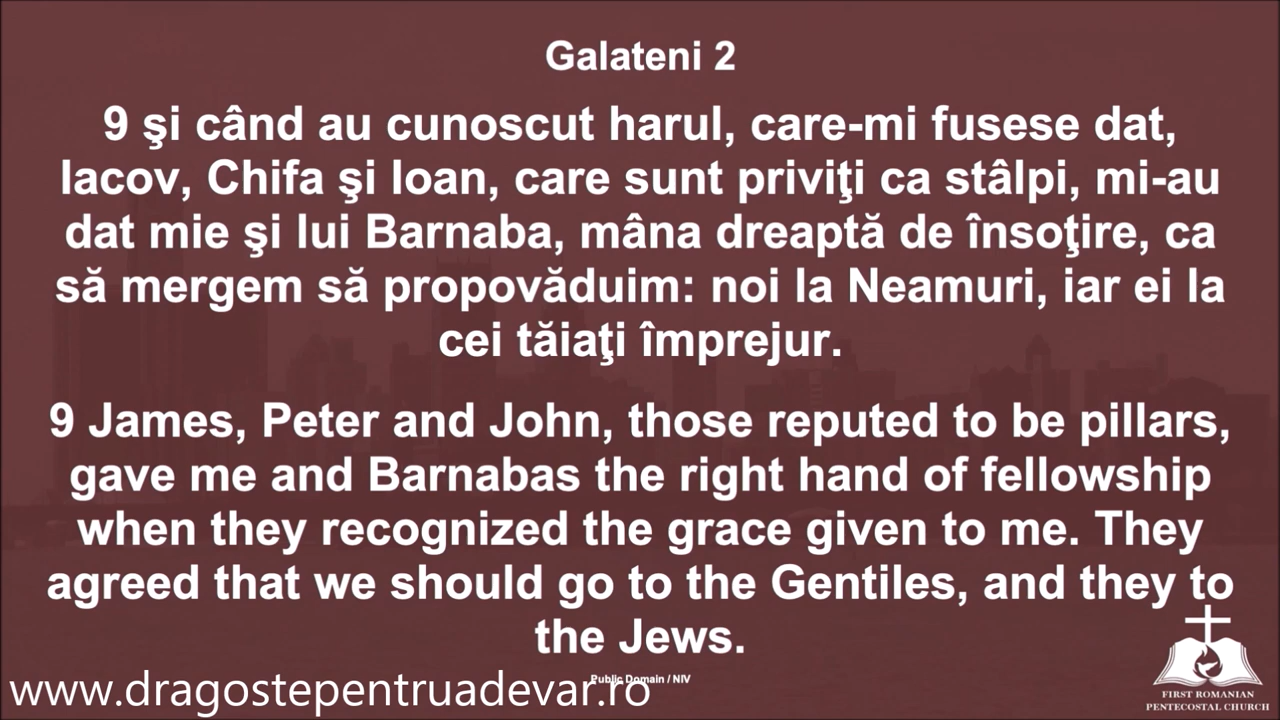 Galateni 2
9 şi când au cunoscut harul, care-mi fusese dat,
Iacov, Chifa şi Ioan, care sunt priviţi ca stâlpi, mi-au
dat mie şi lui Barnaba, mâna dreaptă de însoţire, ca
să mergem să propovăduim: noi la Neamuri, iar ei la
cei tăiaţi împrejur.
9 James, Peter and John, those reputed to be pillars,
gave me and Barnabas the right hand of fellowship
when they recognized the grace given to me. They
agreed that we should go to the Gentiles, and they to
the Jews.
Public Domain / NIV
www.dragostepentruadevar.ro
FIRST ROMANIAN
PENTECOSTAL CHURCH